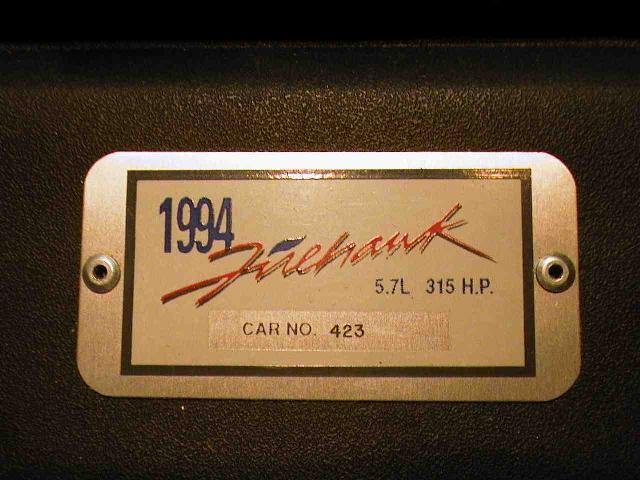 1994
Firehawk
5.7L 315 H.P.
CAR NO. 423